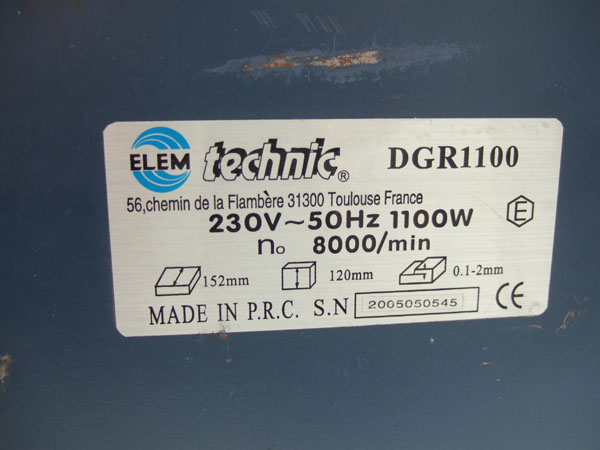 ELEM technic® DGR1100
56,chemin de la Flambère 31300 Toulouse France
230V~50Hz 1100W
no 8000/min
E
152mm 120mm 0.1-2mm
MADE IN P.R.C. S.N 2005050545 CE